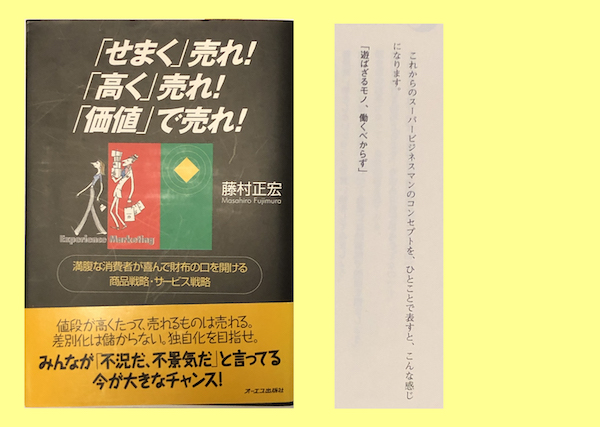 「せまく」売れ！
「高く」売れ！
「価値」で売れ！
藤村正宏
Masahiro Fujimura
Experience Marketing
満腹な消費者が喜んで財布の口を開ける
商品戦略・サービス戦略
値段が高くたって、売れるものは売れる。
差別化は儲からない。独自化を目指せ。
みんなが「不況だ、不景気だ」と言ってる
今が大きなチャンス！
オーエス出版社
これからのスーパービジネスマンのコンセプトを、ひとことで表すと、こんな感じ
になります。
「遊ばざるモノ、働くべからず」